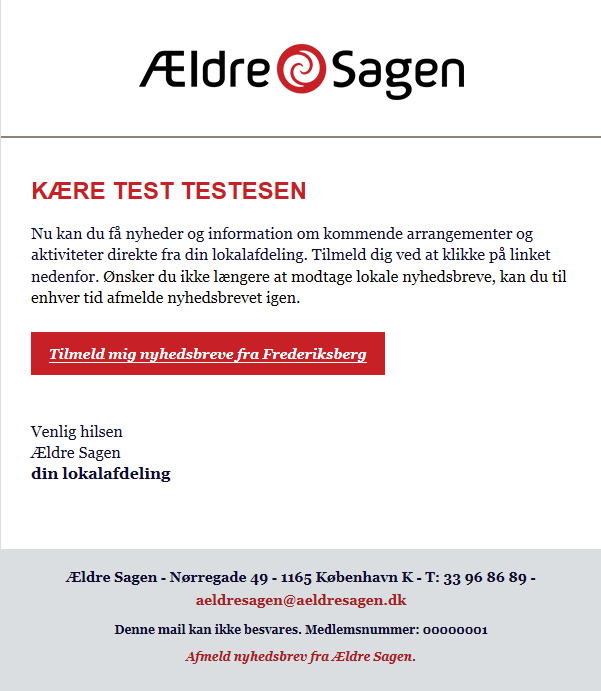 Ældre Sagen
KÆRE TEST TESTESEN
Nu kan du få nyheder og information om kommende arrangementer og
aktiviteter direkte fra din lokalafdeling. Tilmeld dig ved at klikke på linket
nedenfor. Ønsker du ikke længere at modtage lokale nyhedsbreve, kan du til
enhver tid afmelde nyhedsbrevet igen.
Tilmeld mig nyhedsbreve fra Frederiksberg
Venlig hilsen
Ældre Sagen
din lokalafdeling
Ældre Sagen - Nørregade 49 - 1165 København K - T: 33 96 86 89 -
aeldresagen@aeldresagen.dk
Denne mail kan ikke besvares. Medlemsnummer: 00000001
Afmeld nyhedsbrev fra Ældre Sagen.